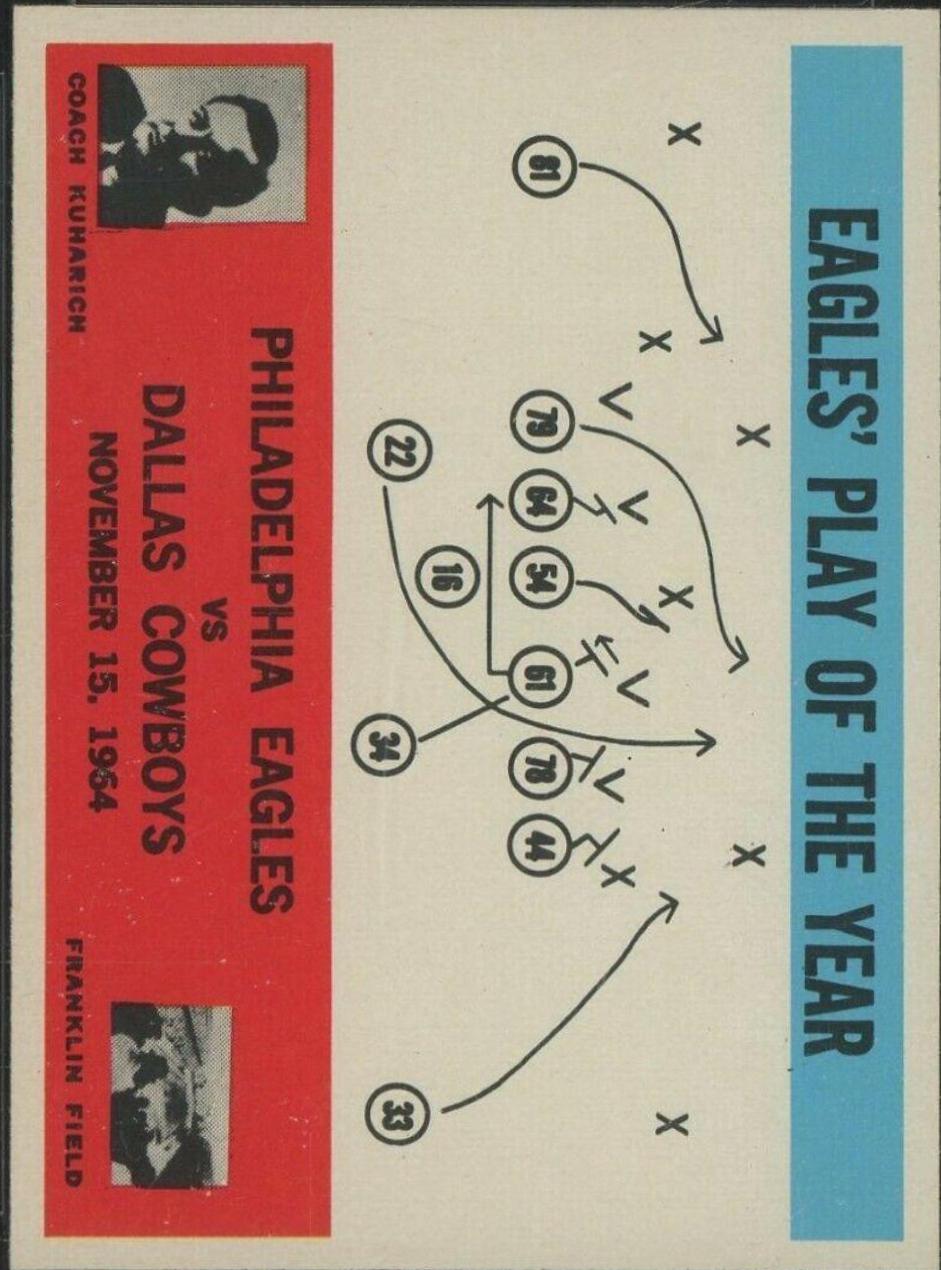 EAGLES' PLAY OF THE YEAR
X
X
X
X
X
X
X
V
V
V
V
81
79
64
54
61
78
44
16
22
34
33
PHILADELPHIA EAGLES
VS
DALLAS COWBOYS
NOVEMBER 15, 1964
COACH KUHARICH
FRANKLIN FIELD